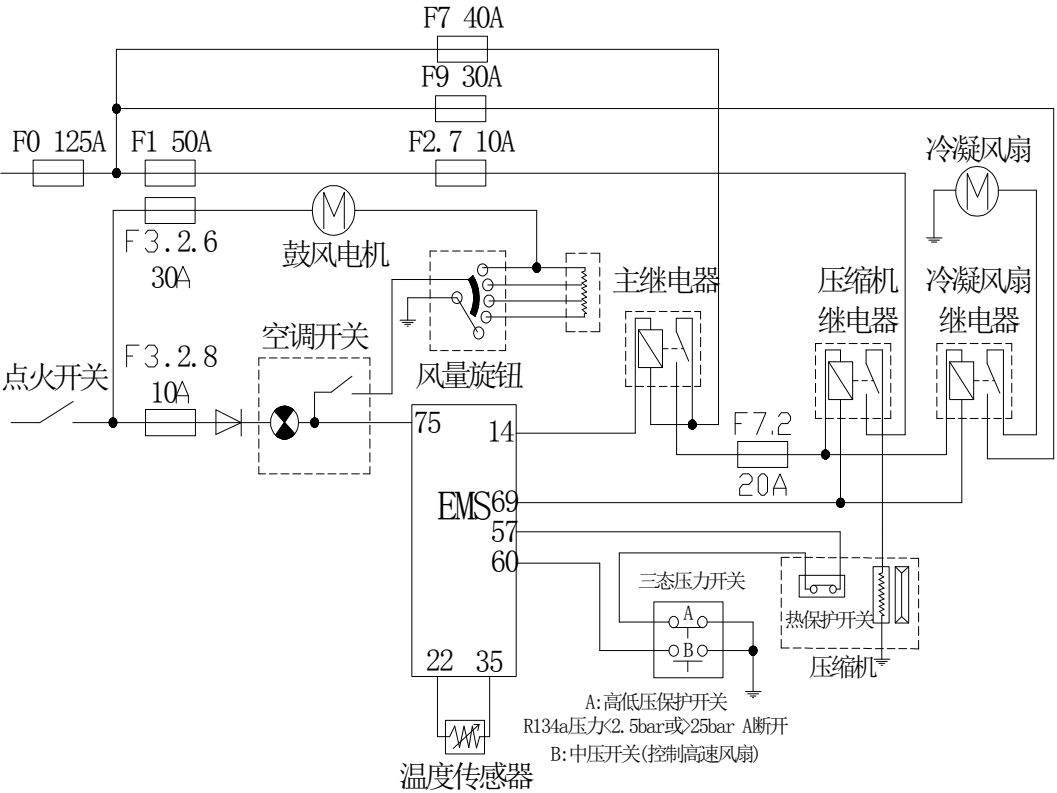 F7 40A
F9 30A
F0 125A
F1 50A
F2.7 10A
冷凝风扇
M
M
F3.2.6
30A
鼓风电机
主继电器
压缩机
继电器
冷凝风扇
继电器
空调开关
风量旋钮
点火开关
F3.2.8
10A
75
14
F7.2
20A
EMS
69
57
60
三态压力开关
A
B
热保护开关
压缩机
22
35
A:高低压保护开关
R134a压力<2.5bar或>25bar A断开
B:中压开关(控制高速风扇)
温度传感器